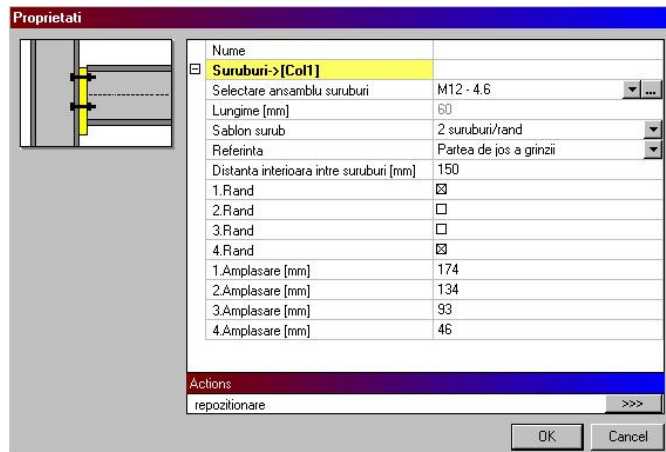 Proprietati
Nume
Suruburi->[Col1]
Selectare ansamblu suruburi M12 - 4.6 ...
Lungime [mm] 60
Sablon surub 2 suruburi/rand
Referinta Partea de jos a grinzii
Distanta interioara intre suruburi [mm] 150
1.Rand
2.Rand
3.Rand
4.Rand
1.Amplasare [mm] 174
2.Amplasare [mm] 134
3.Amplasare [mm] 93
4.Amplasare [mm] 46
Actions
repozitionare >>>
OK Cancel